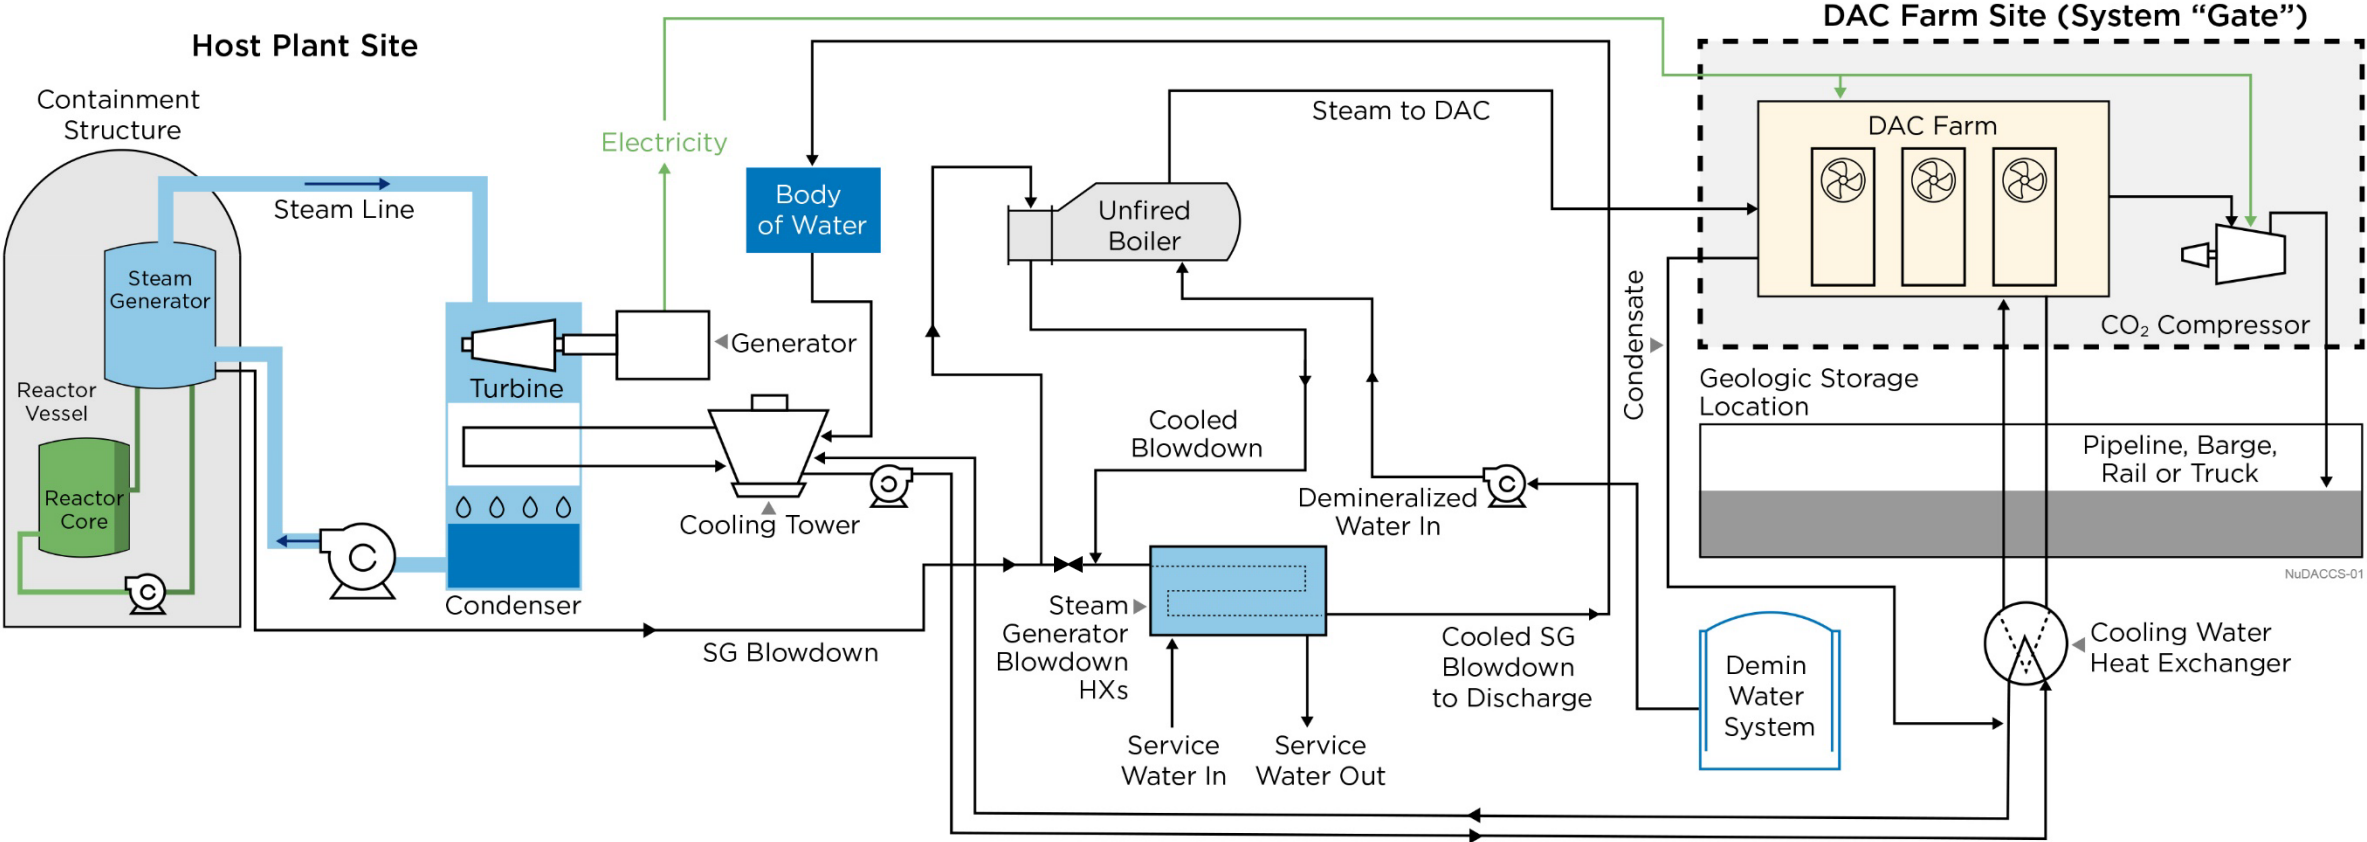 Host Plant Site
DAC Farm Site (System “Gate”)
Containment
Structure
Steam Line
Steam
Generator
Reactor
Vessel
Reactor
Core
Turbine
Condenser
Electricity
Generator
Cooling Tower
Body
of Water
SG Blowdown
Unfired
Boiler
Steam to DAC
Cooled
Blowdown
Demineralized
Water In
Steam
Generator
Blowdown
HXs
Service
Water In
Service
Water Out
Cooled SG
Blowdown
to Discharge
Condensate
DAC Farm
CO₂ Compressor
Geologic Storage
Location
Pipeline, Barge,
Rail or Truck
NuDACCS-01
Demin
Water
System
Cooling Water
Heat Exchanger
C
C
C
C